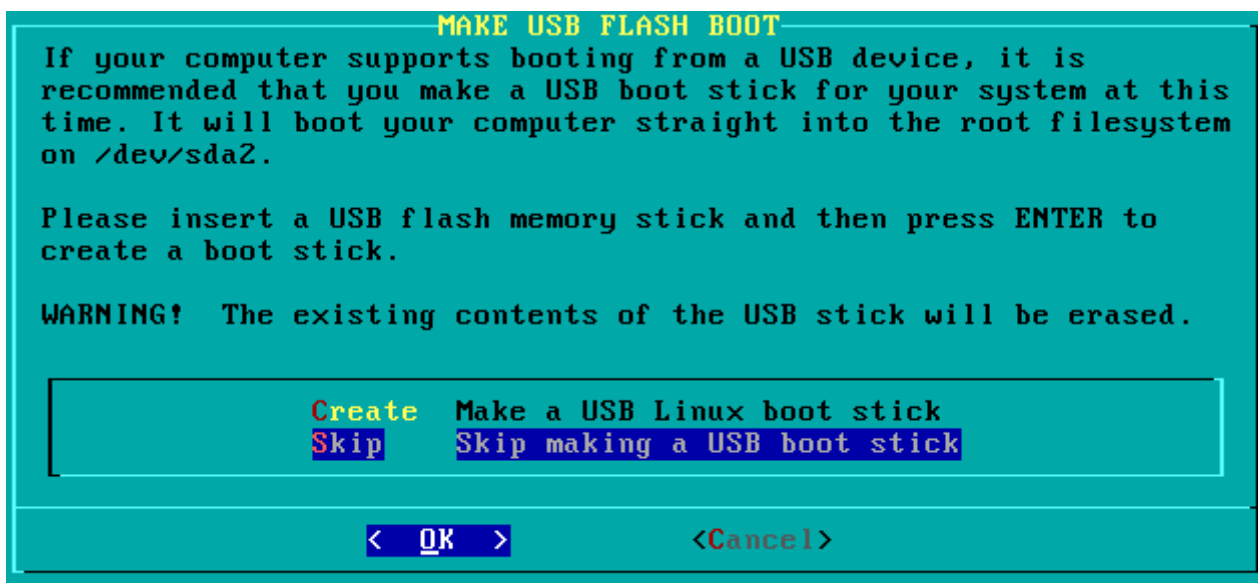 MAKE USB FLASH BOOT
If your computer supports booting from a USB device, it is
recommended that you make a USB boot stick for your system at this
time. It will boot your computer straight into the root filesystem
on /dev/sda2.
Please insert a USB flash memory stick and then press ENTER to
create a boot stick.
WARNING!  The existing contents of the USB stick will be erased.
Create  Make a USB Linux boot stick
Skip    Skip making a USB boot stick
<  OK  >          <Cancel>